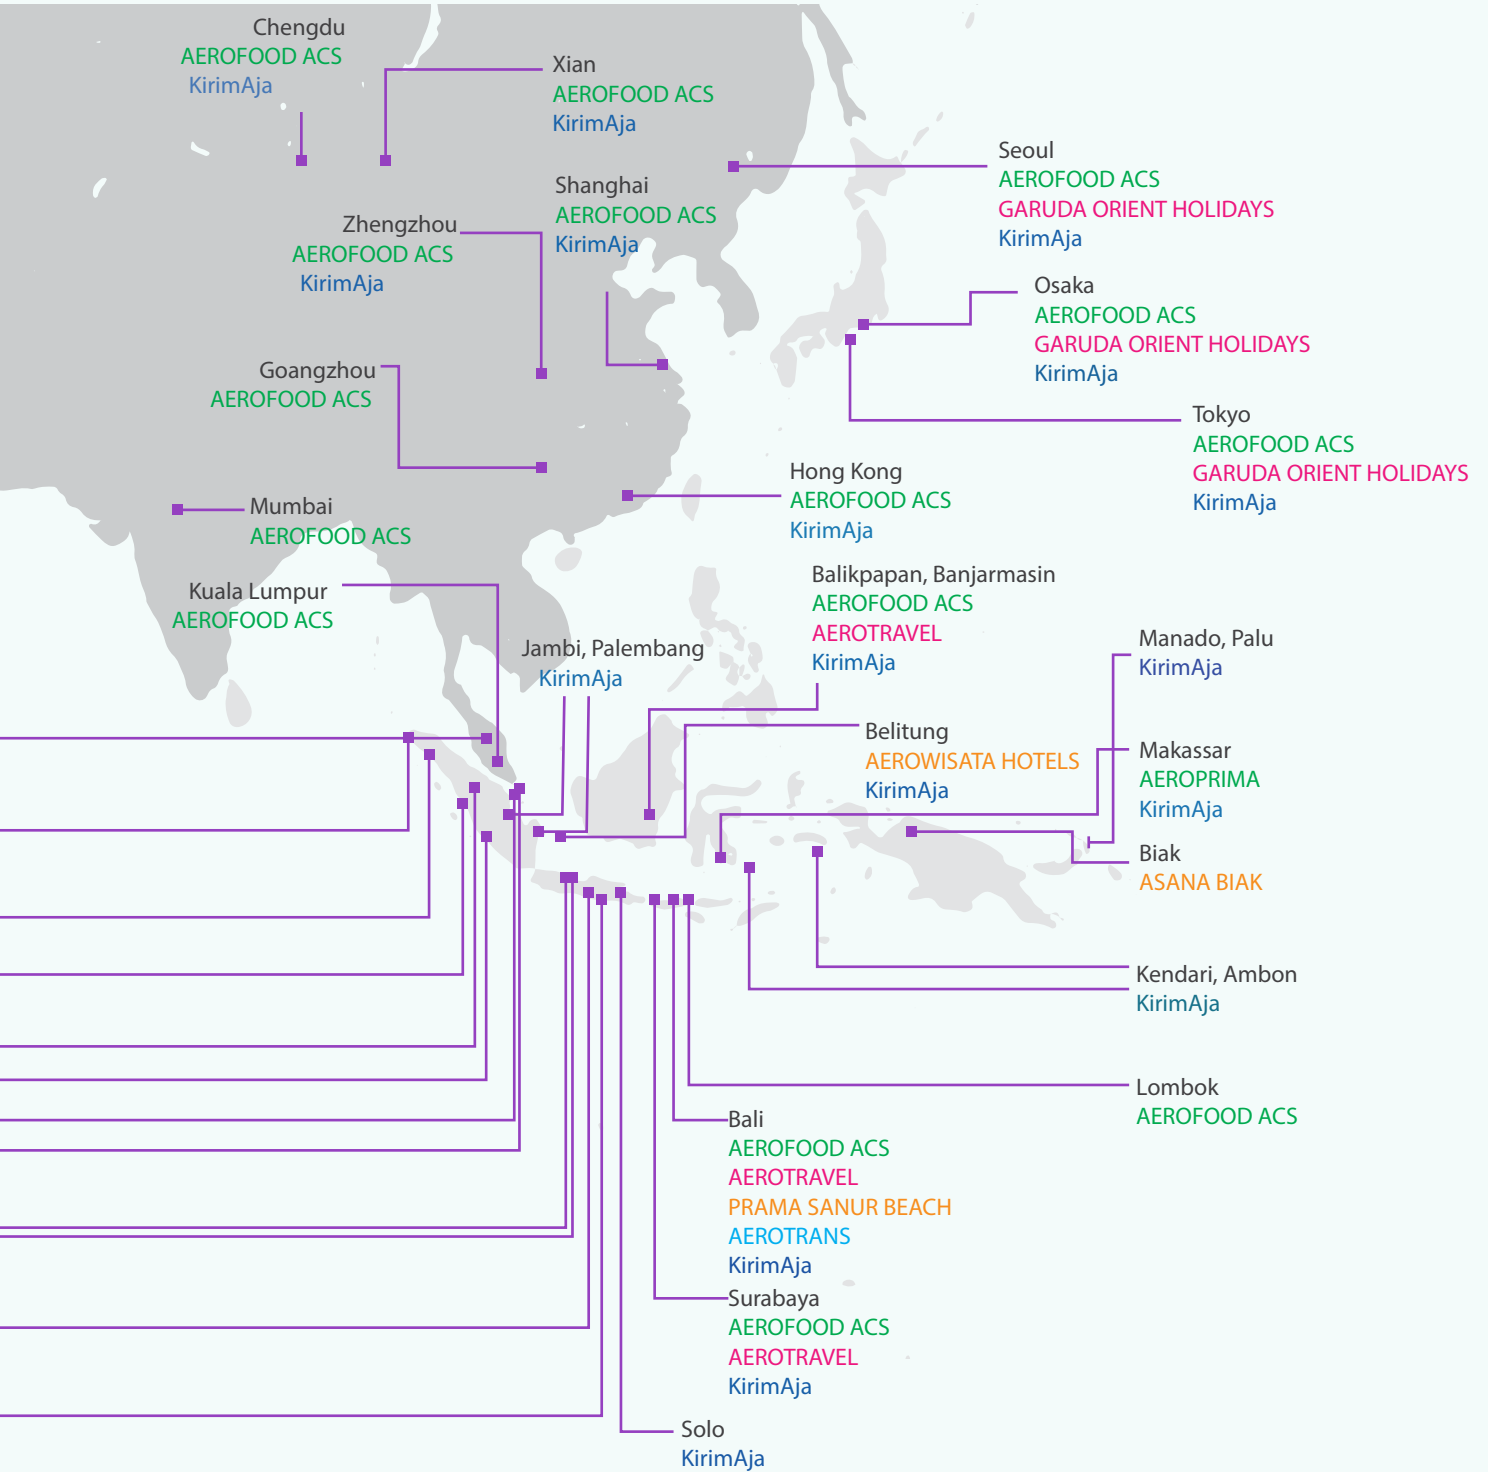 Chengdu
AEROFOOD ACS
KirimAja
Xian
AEROFOOD ACS
KirimAja
Seoul
AEROFOOD ACS
GARUDA ORIENT HOLIDAYS
KirimAja
Shanghai
AEROFOOD ACS
KirimAja
Zhengzhou
AEROFOOD ACS
KirimAja
Osaka
AEROFOOD ACS
GARUDA ORIENT HOLIDAYS
KirimAja
Goangzhou
AEROFOOD ACS
Tokyo
AEROFOOD ACS
GARUDA ORIENT HOLIDAYS
KirimAja
Hong Kong
AEROFOOD ACS
KirimAja
Mumbai
AEROFOOD ACS
Kuala Lumpur
AEROFOOD ACS
Balikpapan, Banjarmasin
AEROFOOD ACS
AEROTRAVEL
KirimAja
Jambi, Palembang
KirimAja
Manado, Palu
KirimAja
Belitung
AEROWISATA HOTELS
KirimAja
Makassar
AEROPRIMA
KirimAja
Biak
ASANA BIAK
Kendari, Ambon
KirimAja
Lombok
AEROFOOD ACS
Bali
AEROFOOD ACS
AEROTRAVEL
PRAMA SANUR BEACH
AEROTRANS
KirimAja
Surabaya
AEROFOOD ACS
AEROTRAVEL
KirimAja
Solo
KirimAja